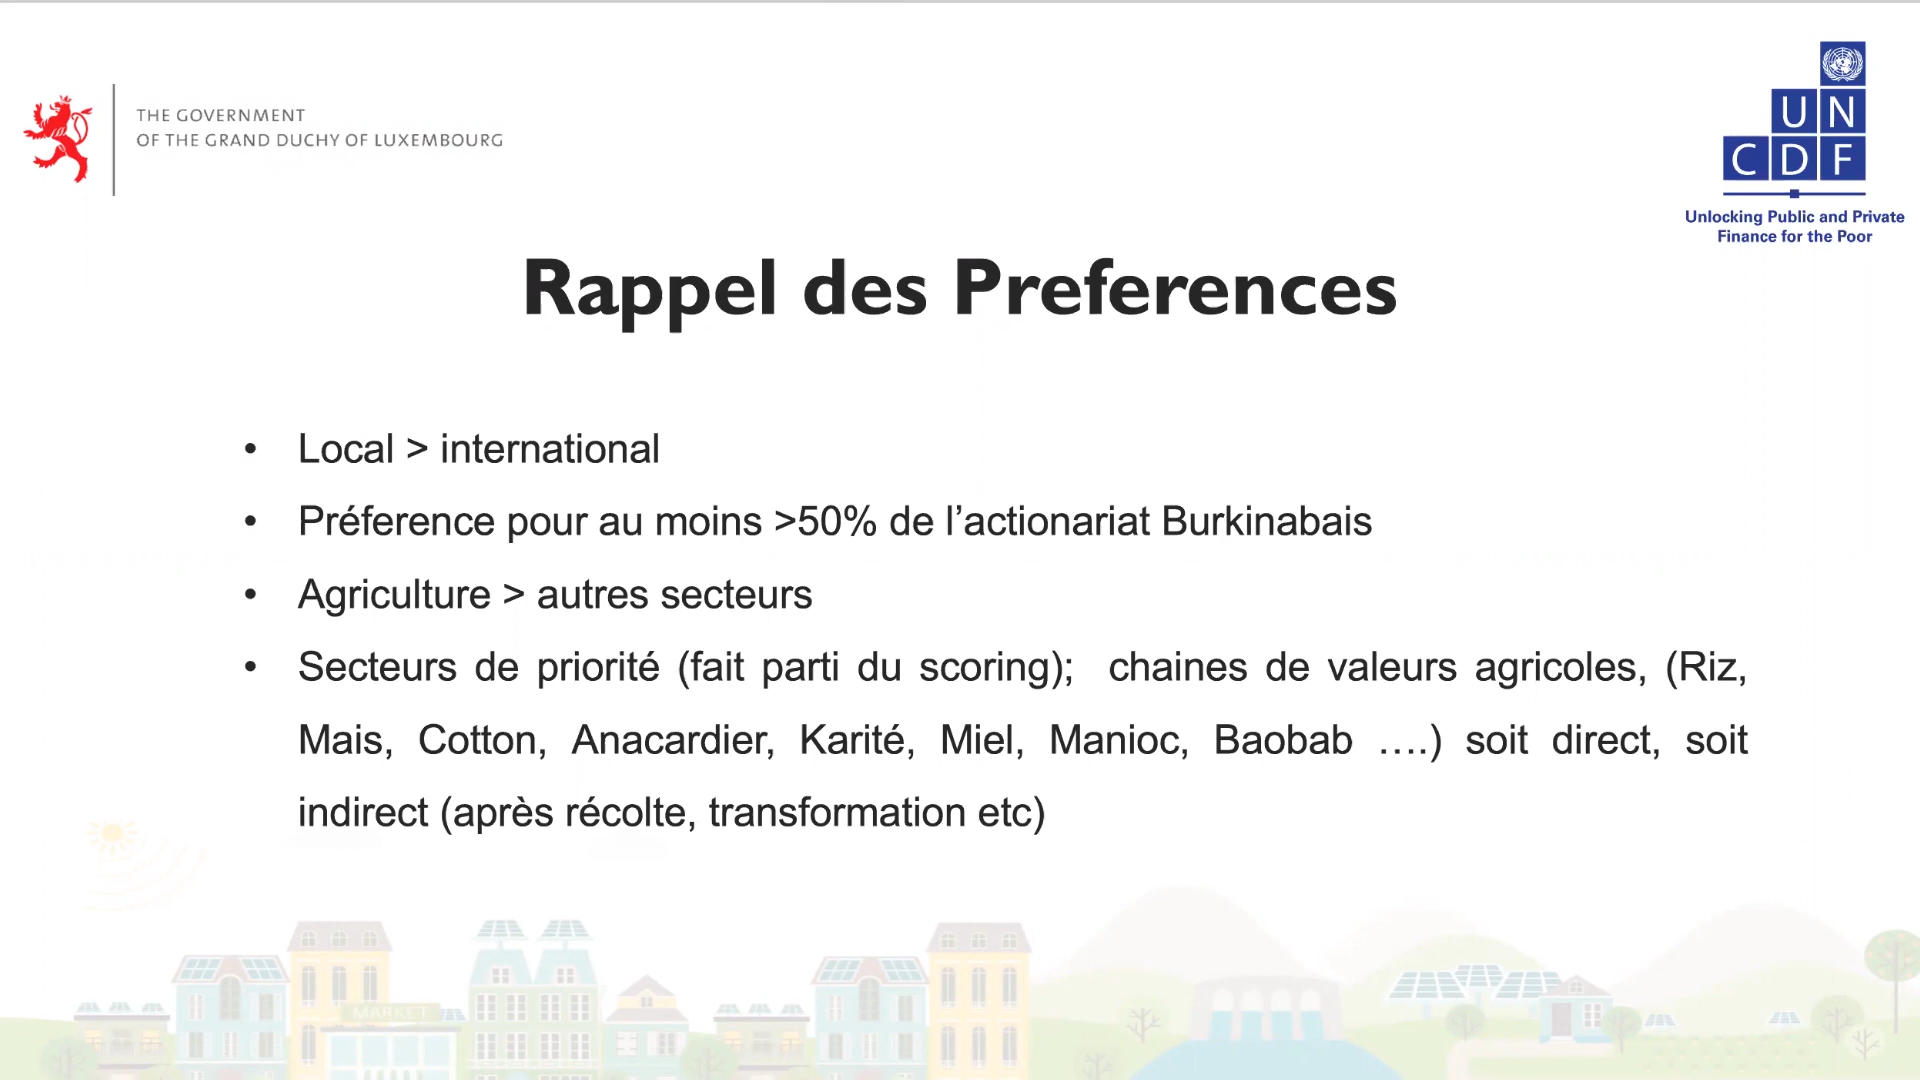 THE GOVERNMENT
OF THE GRAND DUCHY OF LUXEMBOURG
U N
C D F
Unlocking Public and Private
Finance for the Poor
Rappel des Preferences
• Local > international
• Préference pour au moins >50% de l’actionariat Burkinabais
• Agriculture > autres secteurs
• Secteurs de priorité (fait parti du scoring); chaines de valeurs agricoles, (Riz,
Mais, Cotton, Anacardier, Karité, Miel, Manioc, Baobab ….) soit direct, soit
indirect (après récolte, transformation etc)
MARKET